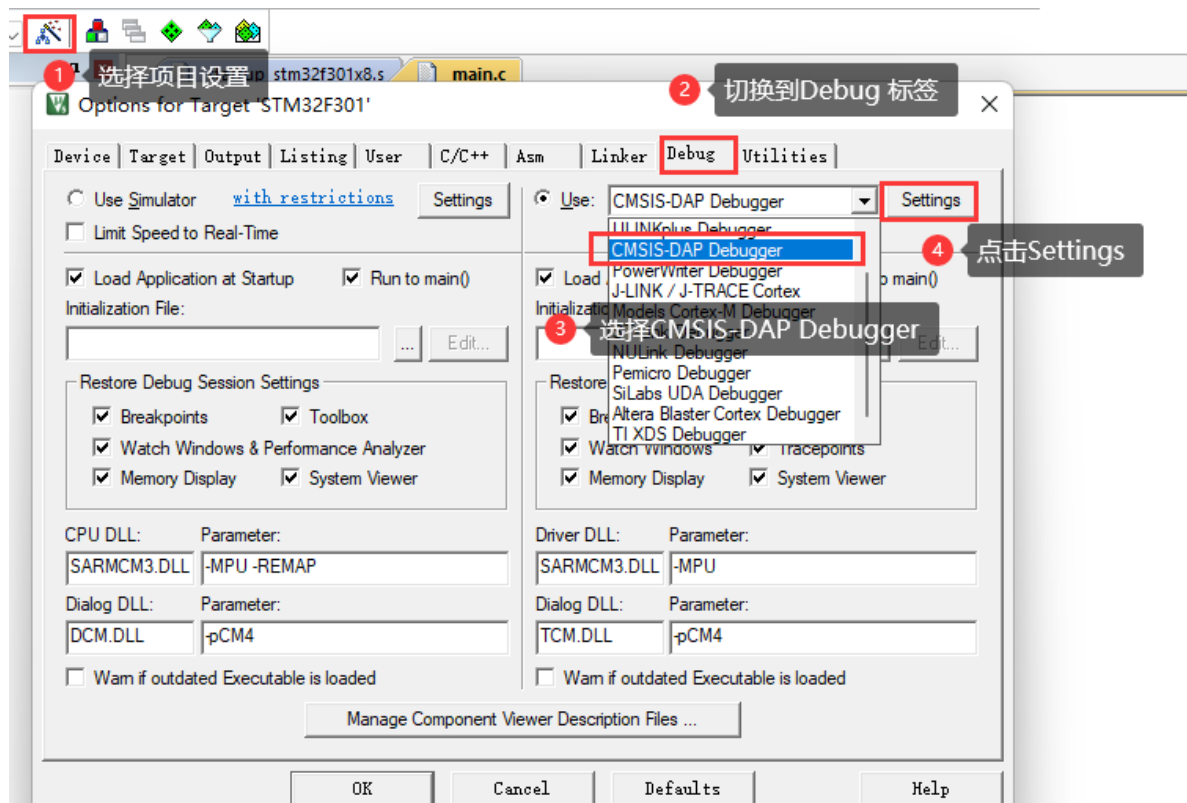 1 选择项目设置
up_stm32f301x8.s
main.c
2 切换到Debug 标签
Options for Target 'STM32F301'
Device Target Output Listing User C/C++ Asm Linker Debug Utilities
Use Simulator with restrictions Settings
Use: CMSIS-DAP Debugger Settings
Limit Speed to Real-Time
ULINKplus Debugger
CMSIS-DAP Debugger
PowerWriter Debugger
J-LINK / J-TRACE Cortex
Models Cortex-M Debugger
NULink Debugger
Pemicro Debugger
SiLabs UDA Debugger
Altera Blaster Cortex Debugger
TI XDS Debugger
4 点击Settings
3 选择CMSIS-DAP Debugger
Load Application at Startup Run to main()
Load o main()
Initialization File:
... Edit...
Restore Debug Session Settings
Breakpoints Toolbox
Watch Windows & Performance Analyzer
Memory Display System Viewer
Restore
Watch Windows Tracepoints
Memory Display System Viewer
CPU DLL: Parameter:
SARMCM3.DLL -MPU -REMAP
Dialog DLL: Parameter:
DCM.DLL -pCM4
Warn if outdated Executable is loaded
Driver DLL: Parameter:
SARMCM3.DLL -MPU
Dialog DLL: Parameter:
TCM.DLL -pCM4
Warn if outdated Executable is loaded
Manage Component Viewer Description Files ...
OK Cancel Defaults Help